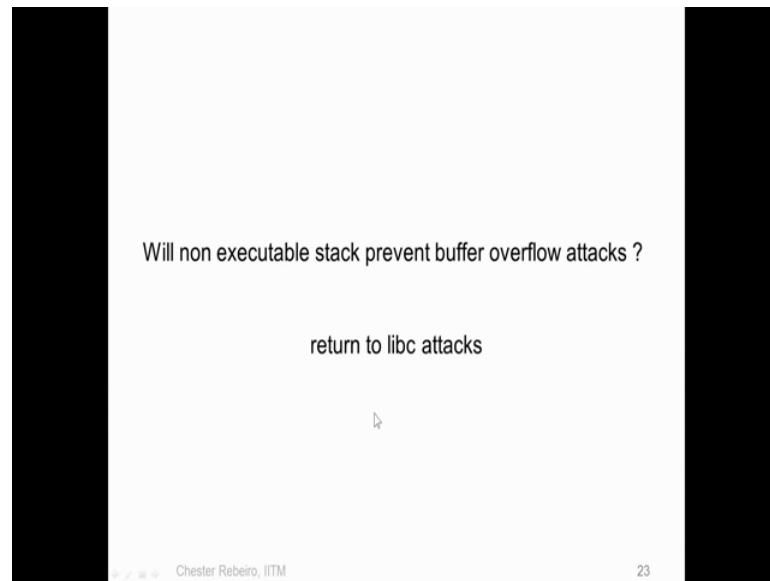 Will non executable stack prevent buffer overflow attacks ?
return to libc attacks
Chester Rebeiro, IITM
23